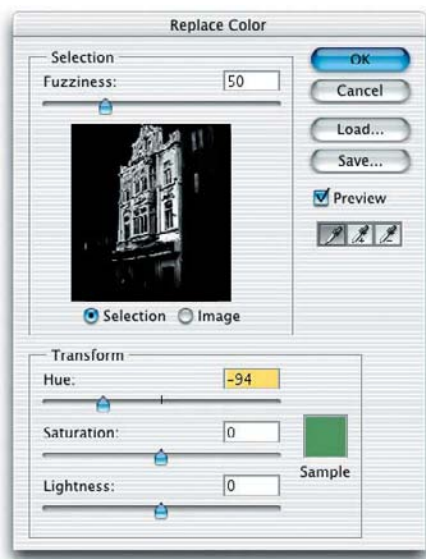 Replace Color
Selection
Fuzziness: 50
OK
Cancel
Load...
Save...
Preview
Selection Image
Transform
Hue: -94
Saturation: 0
Lightness: 0
Sample